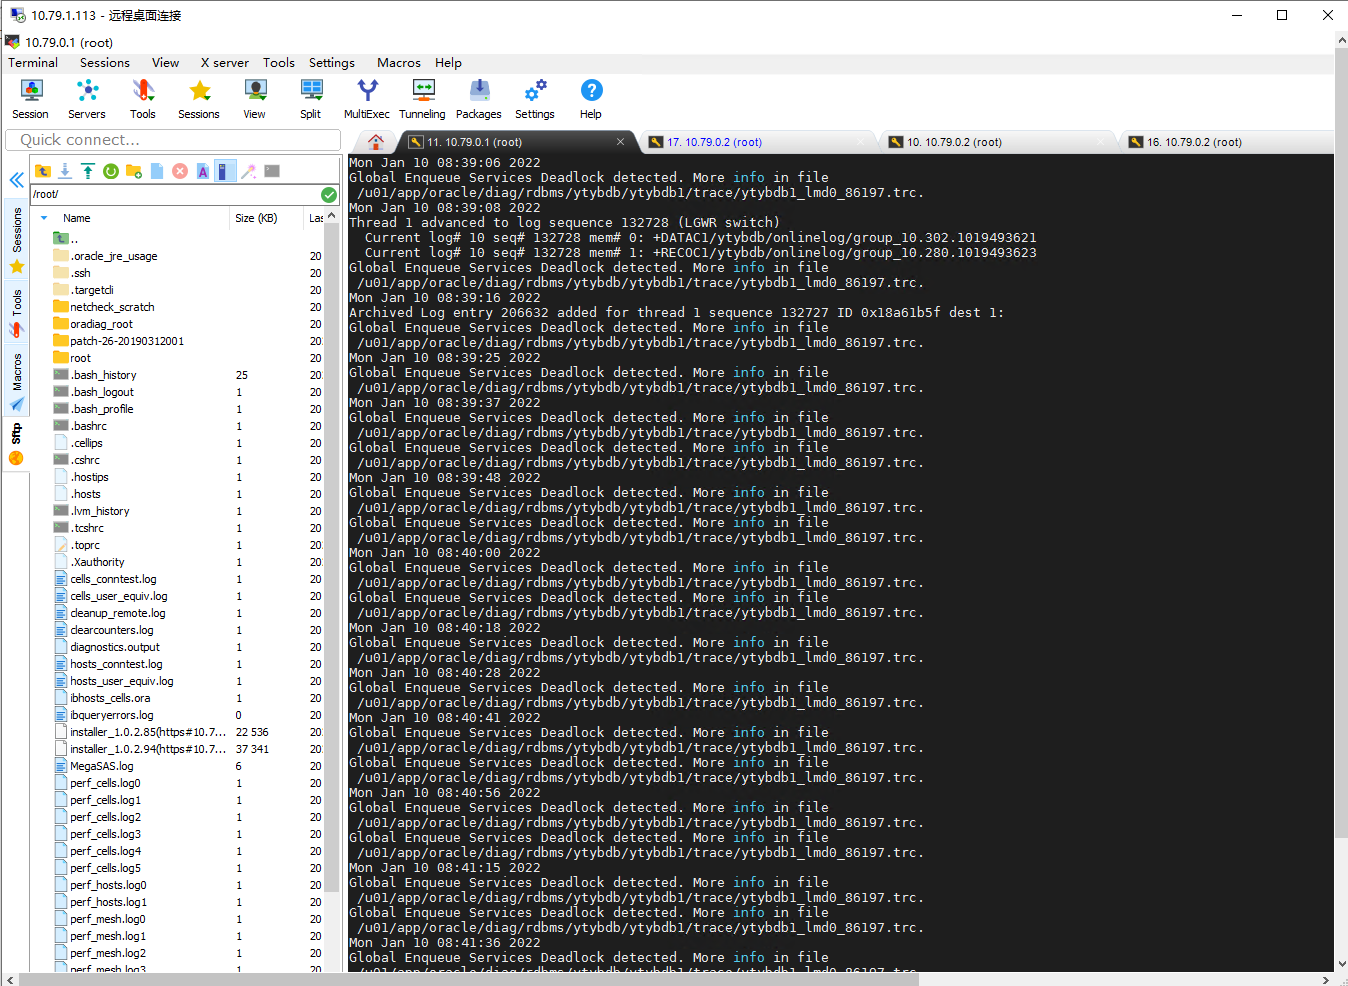 10.79.1.113 - 远程桌面连接
10.79.0.1 (root)
Terminal Sessions View X server Tools Settings Macros Help
Session Servers Tools Sessions View Split MultiExec Tunneling Packages Settings Help
Quick connect...
11. 10.79.0.1 (root)
17. 10.79.0.2 (root)
10. 10.79.0.2 (root)
16. 10.79.0.2 (root)
Sessions
Tools
Macros
Sftp
/root/
Name Size (KB) Las
..
.oracle_jre_usage 20
.ssh 20
.targetcli 20
netcheck_scratch 20
oradiag_root 20
patch-26-20190312001 20
root 20
.bash_history 25 20
.bash_logout 1 20
.bash_profile 1 20
.bashrc 1 20
.cellips 1 20
.cshrc 1 20
.hostips 1 20
.hosts 1 20
.lvm_history 1 20
.tcshrc 1 20
.toprc 1 20
.Xauthority 1 20
cells_conntest.log 1 20
cells_user_equiv.log 1 20
cleanup_remote.log 1 20
clearcounters.log 1 20
diagnostics.output 1 20
hosts_conntest.log 1 20
hosts_user_equiv.log 1 20
ibhosts_cells.ora 1 20
ibqueryerrors.log 0 20
installer_1.0.2.85(https#10.7... 22 536 20
installer_1.0.2.94(https#10.7... 37 341 20
MegaSAS.log 6 20
perf_cells.log0 1 20
perf_cells.log1 1 20
perf_cells.log2 1 20
perf_cells.log3 1 20
perf_cells.log4 1 20
perf_cells.log5 1 20
perf_hosts.log0 1 20
perf_hosts.log1 1 20
perf_mesh.log0 1 20
perf_mesh.log1 1 20
perf_mesh.log2 1 20
perf_mesh.log3 1 20
Mon Jan 10 08:39:06 2022
Global Enqueue Services Deadlock detected. More info in file
/u01/app/oracle/diag/rdbms/ytybdb/ytybdb1/trace/ytybdb1_lmd0_86197.trc.
Mon Jan 10 08:39:08 2022
Thread 1 advanced to log sequence 132728 (LGWR switch)
Current log# 10 seq# 132728 mem# 0: +DATAC1/ytybdb/onlinelog/group_10.302.1019493621
Current log# 10 seq# 132728 mem# 1: +RECOC1/ytybdb/onlinelog/group_10.280.1019493623
Global Enqueue Services Deadlock detected. More info in file
/u01/app/oracle/diag/rdbms/ytybdb/ytybdb1/trace/ytybdb1_lmd0_86197.trc.
Mon Jan 10 08:39:16 2022
Archived Log entry 206632 added for thread 1 sequence 132727 ID 0x18a61b5f dest 1:
Global Enqueue Services Deadlock detected. More info in file
/u01/app/oracle/diag/rdbms/ytybdb/ytybdb1/trace/ytybdb1_lmd0_86197.trc.
Mon Jan 10 08:39:25 2022
Global Enqueue Services Deadlock detected. More info in file
/u01/app/oracle/diag/rdbms/ytybdb/ytybdb1/trace/ytybdb1_lmd0_86197.trc.
Mon Jan 10 08:39:37 2022
Global Enqueue Services Deadlock detected. More info in file
/u01/app/oracle/diag/rdbms/ytybdb/ytybdb1/trace/ytybdb1_lmd0_86197.trc.
Global Enqueue Services Deadlock detected. More info in file
/u01/app/oracle/diag/rdbms/ytybdb/ytybdb1/trace/ytybdb1_lmd0_86197.trc.
Mon Jan 10 08:39:48 2022
Global Enqueue Services Deadlock detected. More info in file
/u01/app/oracle/diag/rdbms/ytybdb/ytybdb1/trace/ytybdb1_lmd0_86197.trc.
Global Enqueue Services Deadlock detected. More info in file
/u01/app/oracle/diag/rdbms/ytybdb/ytybdb1/trace/ytybdb1_lmd0_86197.trc.
Mon Jan 10 08:40:00 2022
Global Enqueue Services Deadlock detected. More info in file
/u01/app/oracle/diag/rdbms/ytybdb/ytybdb1/trace/ytybdb1_lmd0_86197.trc.
Global Enqueue Services Deadlock detected. More info in file
/u01/app/oracle/diag/rdbms/ytybdb/ytybdb1/trace/ytybdb1_lmd0_86197.trc.
Mon Jan 10 08:40:18 2022
Global Enqueue Services Deadlock detected. More info in file
/u01/app/oracle/diag/rdbms/ytybdb/ytybdb1/trace/ytybdb1_lmd0_86197.trc.
Mon Jan 10 08:40:28 2022
Global Enqueue Services Deadlock detected. More info in file
/u01/app/oracle/diag/rdbms/ytybdb/ytybdb1/trace/ytybdb1_lmd0_86197.trc.
Mon Jan 10 08:40:41 2022
Global Enqueue Services Deadlock detected. More info in file
/u01/app/oracle/diag/rdbms/ytybdb/ytybdb1/trace/ytybdb1_lmd0_86197.trc.
Global Enqueue Services Deadlock detected. More info in file
/u01/app/oracle/diag/rdbms/ytybdb/ytybdb1/trace/ytybdb1_lmd0_86197.trc.
Mon Jan 10 08:40:56 2022
Global Enqueue Services Deadlock detected. More info in file
/u01/app/oracle/diag/rdbms/ytybdb/ytybdb1/trace/ytybdb1_lmd0_86197.trc.
Global Enqueue Services Deadlock detected. More info in file
/u01/app/oracle/diag/rdbms/ytybdb/ytybdb1/trace/ytybdb1_lmd0_86197.trc.
Mon Jan 10 08:41:15 2022
Global Enqueue Services Deadlock detected. More info in file
/u01/app/oracle/diag/rdbms/ytybdb/ytybdb1/trace/ytybdb1_lmd0_86197.trc.
Global Enqueue Services Deadlock detected. More info in file
/u01/app/oracle/diag/rdbms/ytybdb/ytybdb1/trace/ytybdb1_lmd0_86197.trc.
Mon Jan 10 08:41:36 2022
Global Enqueue Services Deadlock detected. More info in file
/u01/app/oracle/diag/rdbms/ytybdb/ytybdb1/trace/ytybdb1_lmd0_86197.trc.